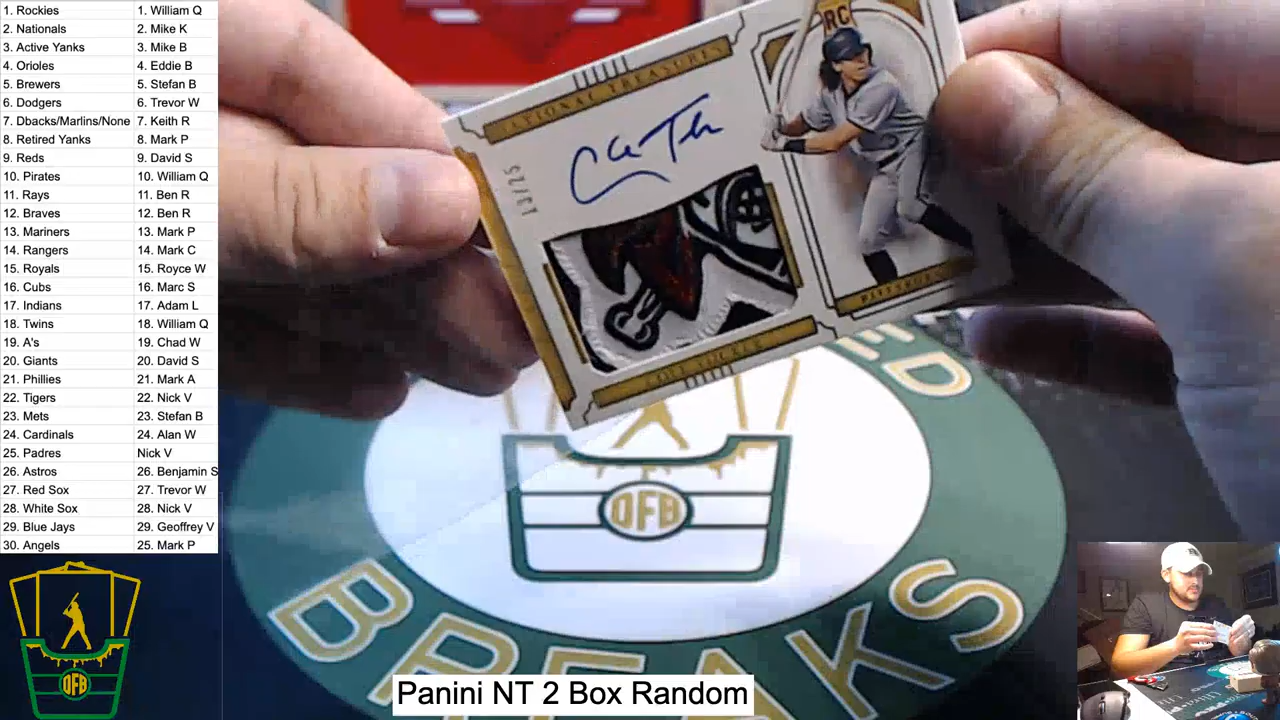 1. Rockies 1. William Q
2. Nationals 2. Mike K
3. Active Yanks 3. Mike B
4. Orioles 4. Eddie B
5. Brewers 5. Stefan B
6. Dodgers 6. Trevor W
7. Dbacks/Marlins/None 7. Keith R
8. Retired Yanks 8. Mark P
9. Reds 9. David S
10. Pirates 10. William Q
11. Rays 11. Ben R
12. Braves 12. Ben R
13. Mariners 13. Mark P
14. Rangers 14. Mark C
15. Royals 15. Royce W
16. Cubs 16. Marc S
17. Indians 17. Adam L
18. Twins 18. William Q
19. A's 19. Chad W
20. Giants 20. David S
21. Phillies 21. Mark A
22. Tigers 22. Nick V
23. Mets 23. Stefan B
24. Cardinals 24. Alan W
25. Padres Nick V
26. Astros 26. Benjamin S
27. Red Sox 27. Trevor W
28. White Sox 28. Nick V
29. Blue Jays 29. Geoffrey V
30. Angels 25. Mark P
NATIONAL TREASURES
RC
13/25
COLE TUCKER
ED
DFB
BREAKS
DFB
Panini NT 2 Box Random